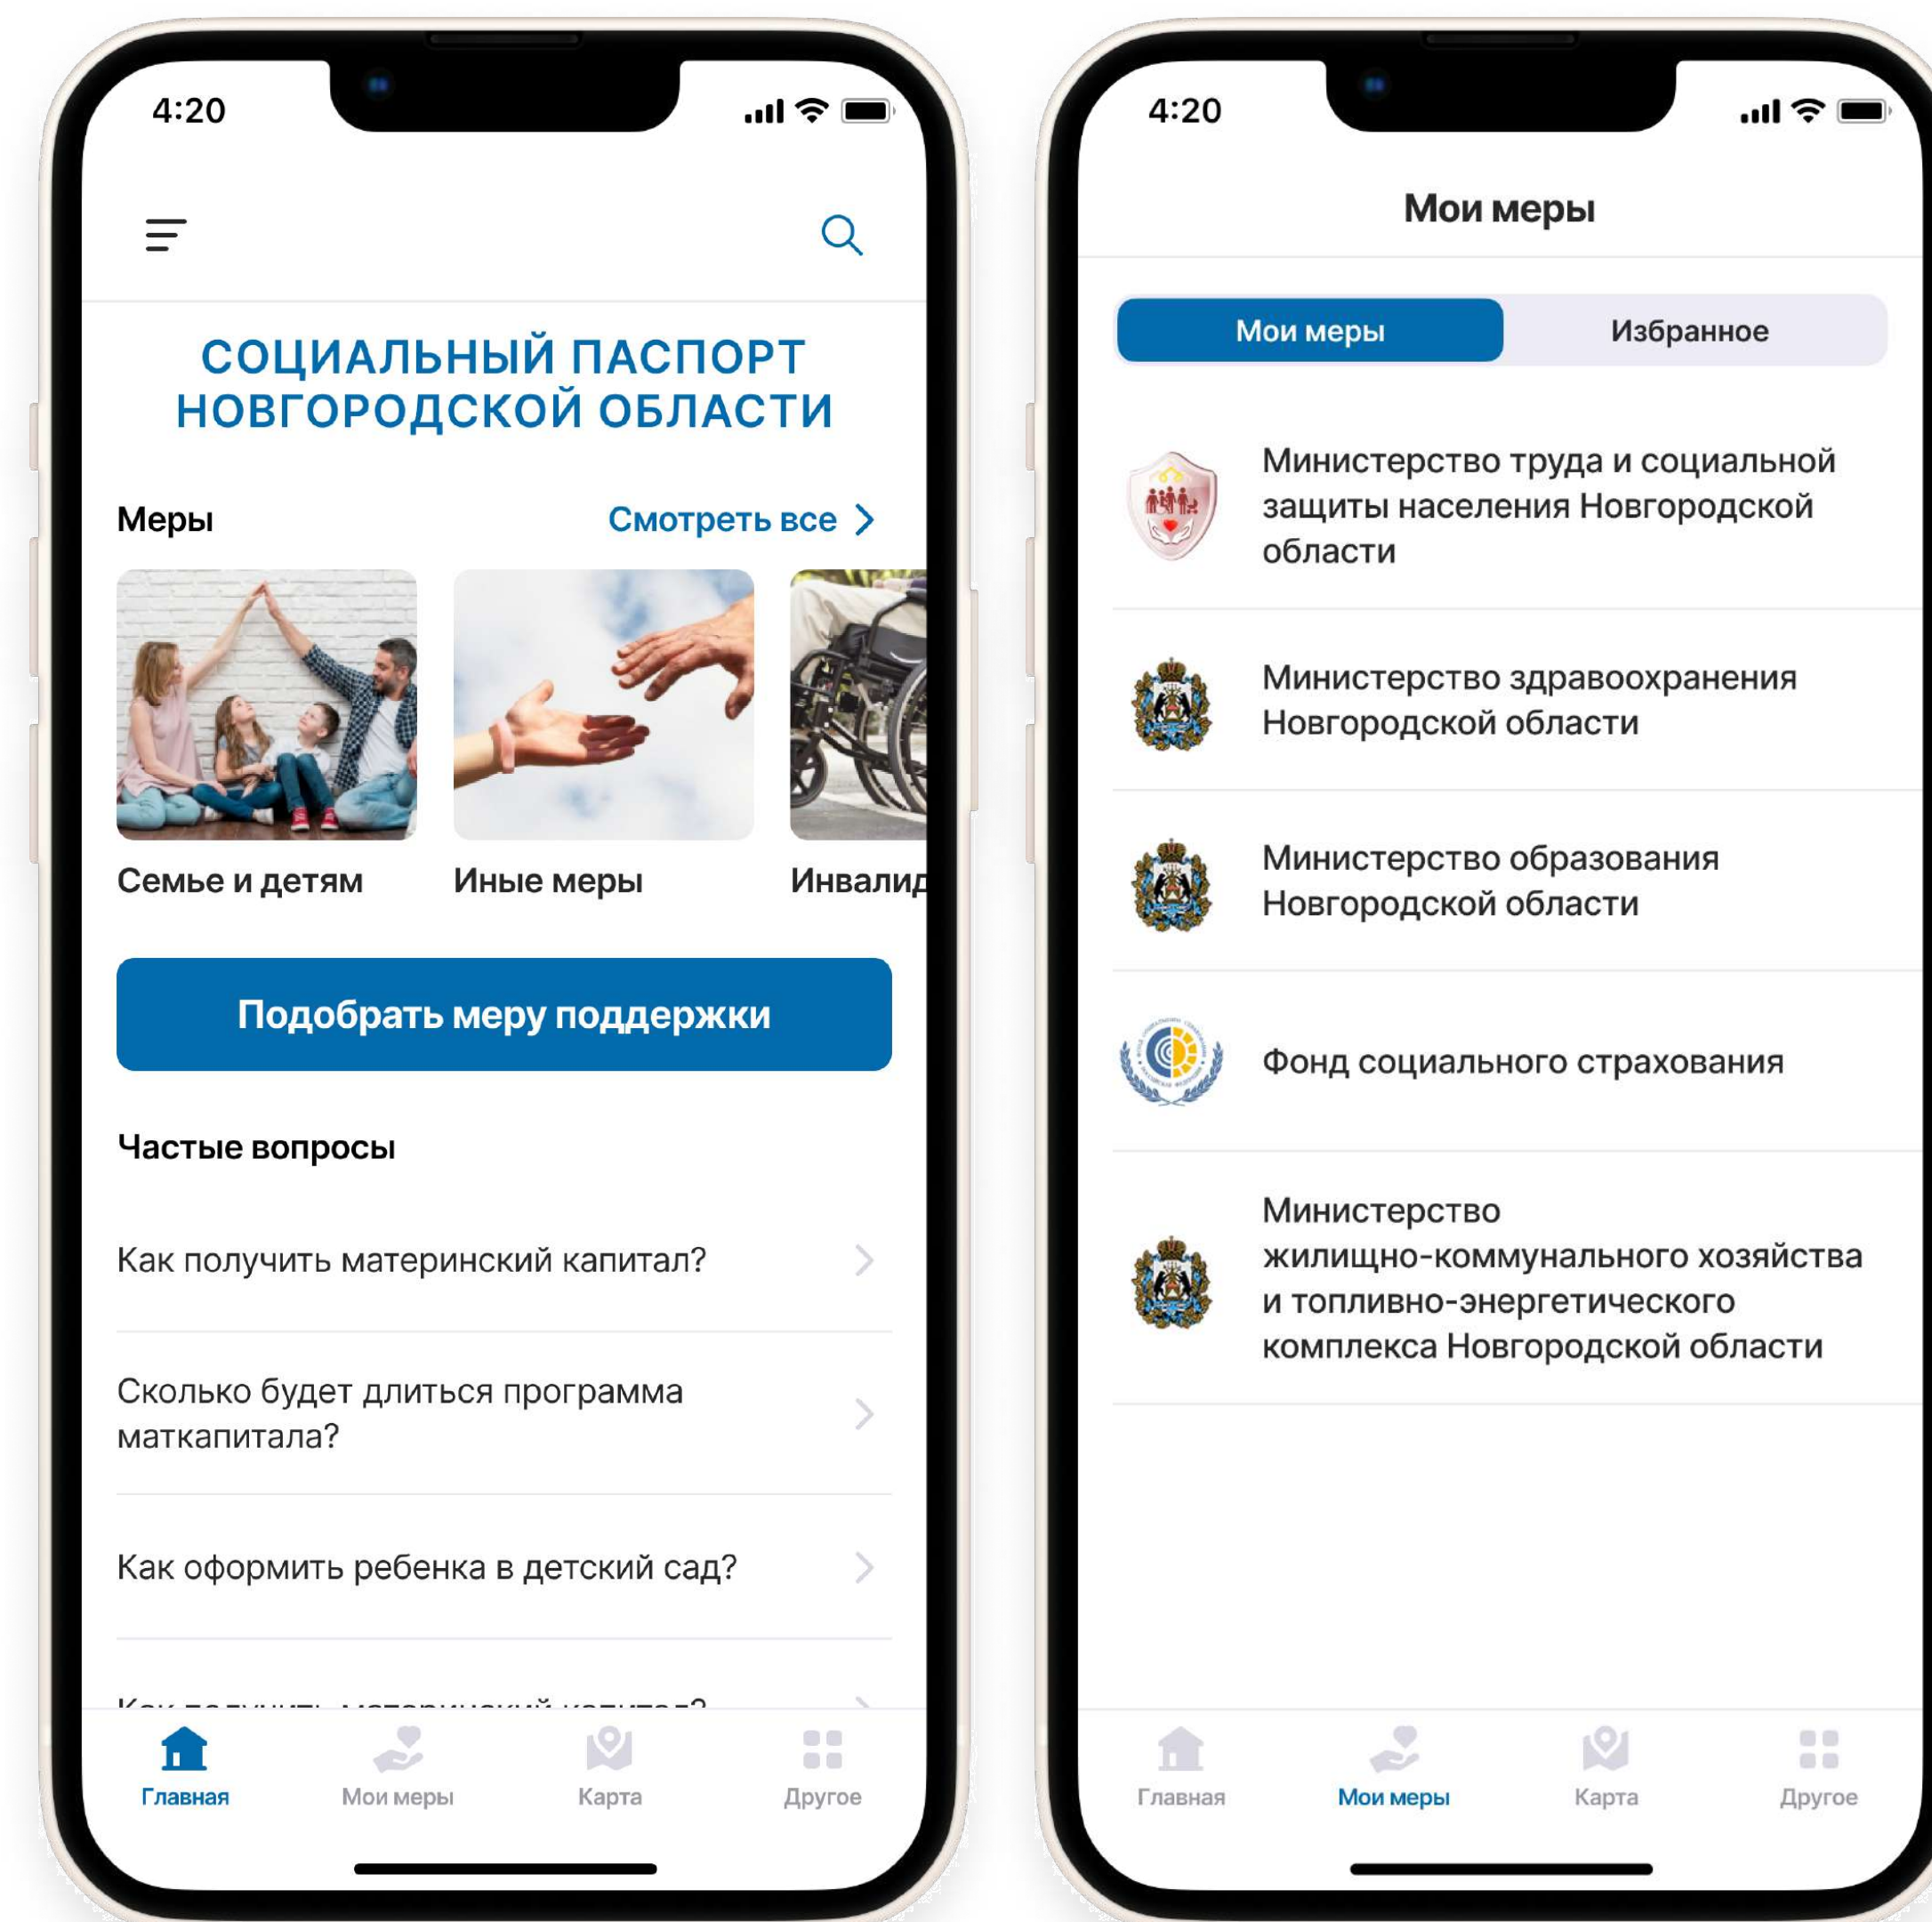 4:20
СОЦИАЛЬНЫЙ ПАСПОРТ
НОВГОРОДСКОЙ ОБЛАСТИ
Меры
Смотреть все
Семье и детям
Иные меры
Инвалид
Подобрать меру поддержки
Частые вопросы
Как получить материнский капитал?
Сколько будет длиться программа
маткапитала?
Как оформить ребенка в детский сад?
Как получить материнский капитал?
Главная
Мои меры
Карта
Другое
4:20
Мои меры
Мои меры
Избранное
Министерство труда и социальной
защиты населения Новгородской
области
Министерство здравоохранения
Новгородской области
Министерство образования
Новгородской области
Фонд социального страхования
Министерство
жилищно-коммунального хозяйства
и топливно-энергетического
комплекса Новгородской области
Главная
Мои меры
Карта
Другое